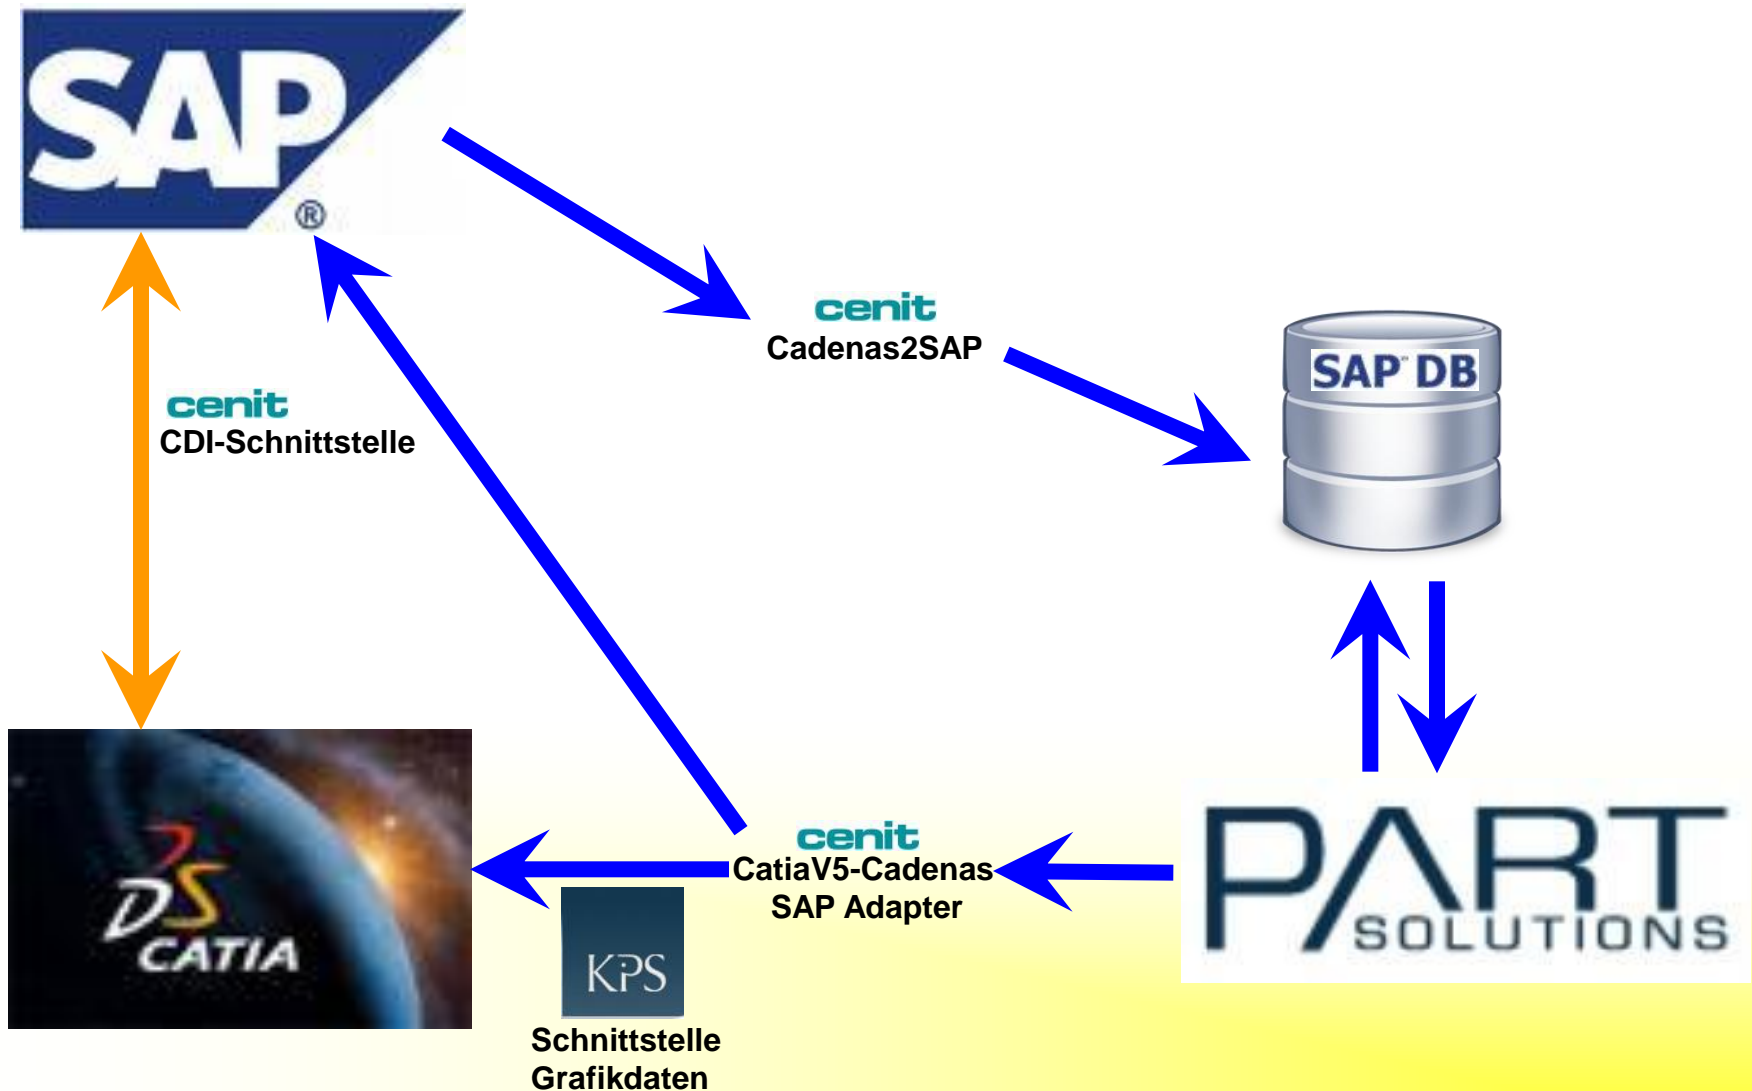 SAP
®
cenit
Cadenas2SAP
SAP™ DB
cenit
CDI-Schnittstelle
cenit
CatiaV5-Cadenas
SAP Adapter
PART
SOLUTIONS
DS
CATIA
KPS
Schnittstelle
Grafikdaten